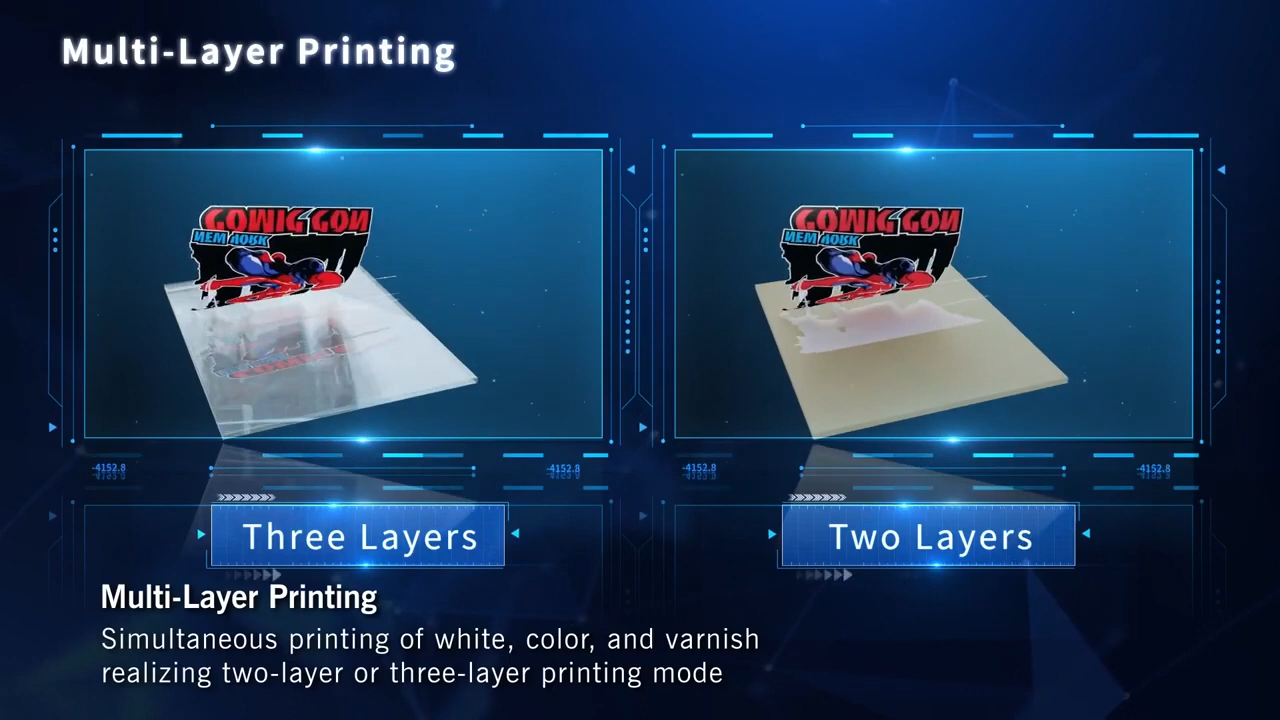 Multi-Layer Printing
COMIC CON
NEW YORK
COMIC CON
NEW YORK
-4152.8
-4152.8
-4152.8
-4152.8
Three Layers
Two Layers
Multi-Layer Printing
Simultaneous printing of white, color, and varnish
realizing two-layer or three-layer printing mode